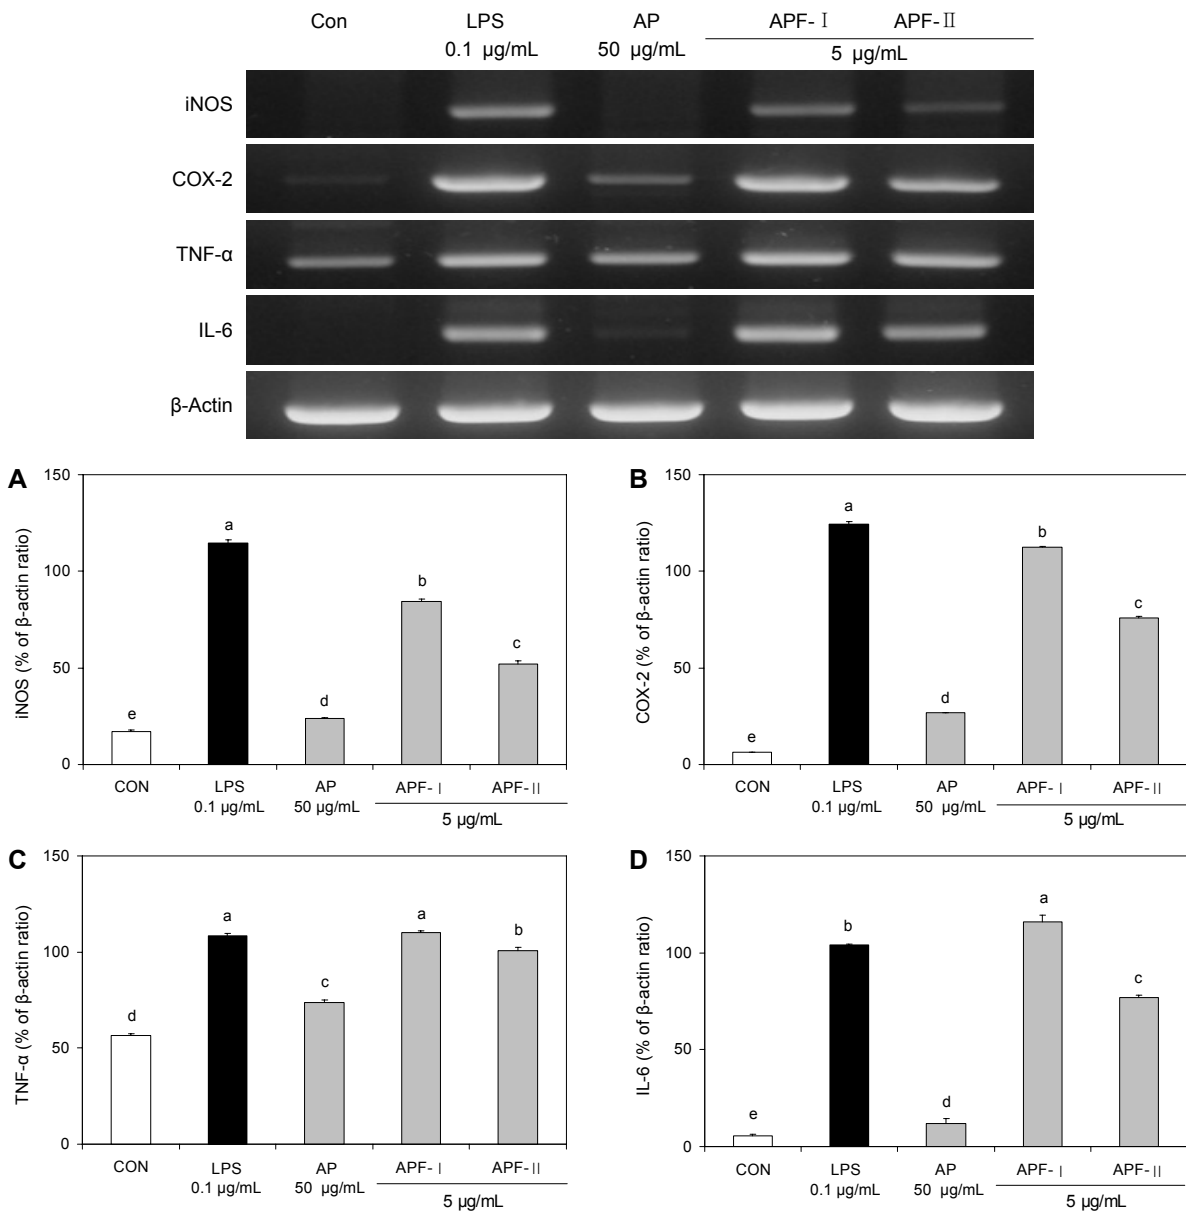 Con LPS AP APF-Ⅰ APF-Ⅱ
0.1 µg/mL 50 µg/mL 5 µg/mL
iNOS
COX-2
TNF-α
IL-6
β-Actin
A
iNOS (% of β-actin ratio)
150
100
50
0
e a d b c
CON LPS AP APF-Ⅰ APF-Ⅱ
0.1 µg/mL 50 µg/mL 5 µg/mL
B
COX-2 (% of β-actin ratio)
150
100
50
0
e a d b c
CON LPS AP APF-Ⅰ APF-Ⅱ
0.1 µg/mL 50 µg/mL 5 µg/mL
C
TNF-α (% of β-actin ratio)
150
100
50
0
d a c a b
CON LPS AP APF-Ⅰ APF-Ⅱ
0.1 µg/mL 50 µg/mL 5 µg/mL
D
IL-6 (% of β-actin ratio)
150
100
50
0
e b d a c
CON LPS AP APF-Ⅰ APF-Ⅱ
0.1 µg/mL 50 µg/mL 5 µg/mL